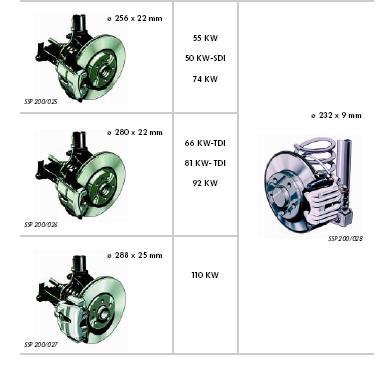 ø 256 x 22 mm
SSP 200/025
55 KW
50 KW-SDI
74 KW
ø 280 x 22 mm
SSP 200/026
66 KW-TDI
81 KW- TDI
92 KW
ø 288 x 25 mm
SSP 200/027
110 KW
ø 232 x 9 mm
SSP 200/028